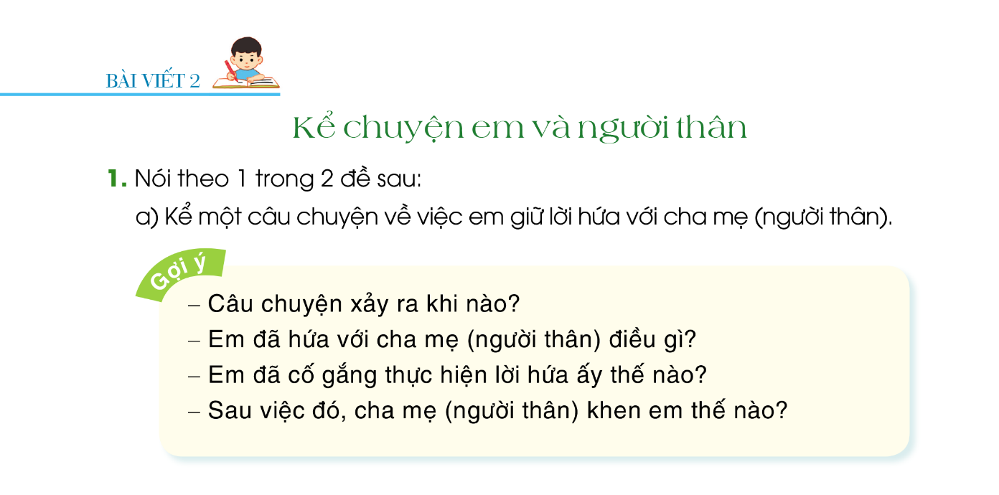 BÀI VIẾT 2
Kể chuyện em và người thân
1. Nói theo 1 trong 2 đề sau:
a) Kể một câu chuyện về việc em giữ lời hứa với cha mẹ (người thân).
Gợi ý
– Câu chuyện xảy ra khi nào?
– Em đã hứa với cha mẹ (người thân) điều gì?
– Em đã cố gắng thực hiện lời hứa ấy thế nào?
– Sau việc đó, cha mẹ (người thân) khen em thế nào?